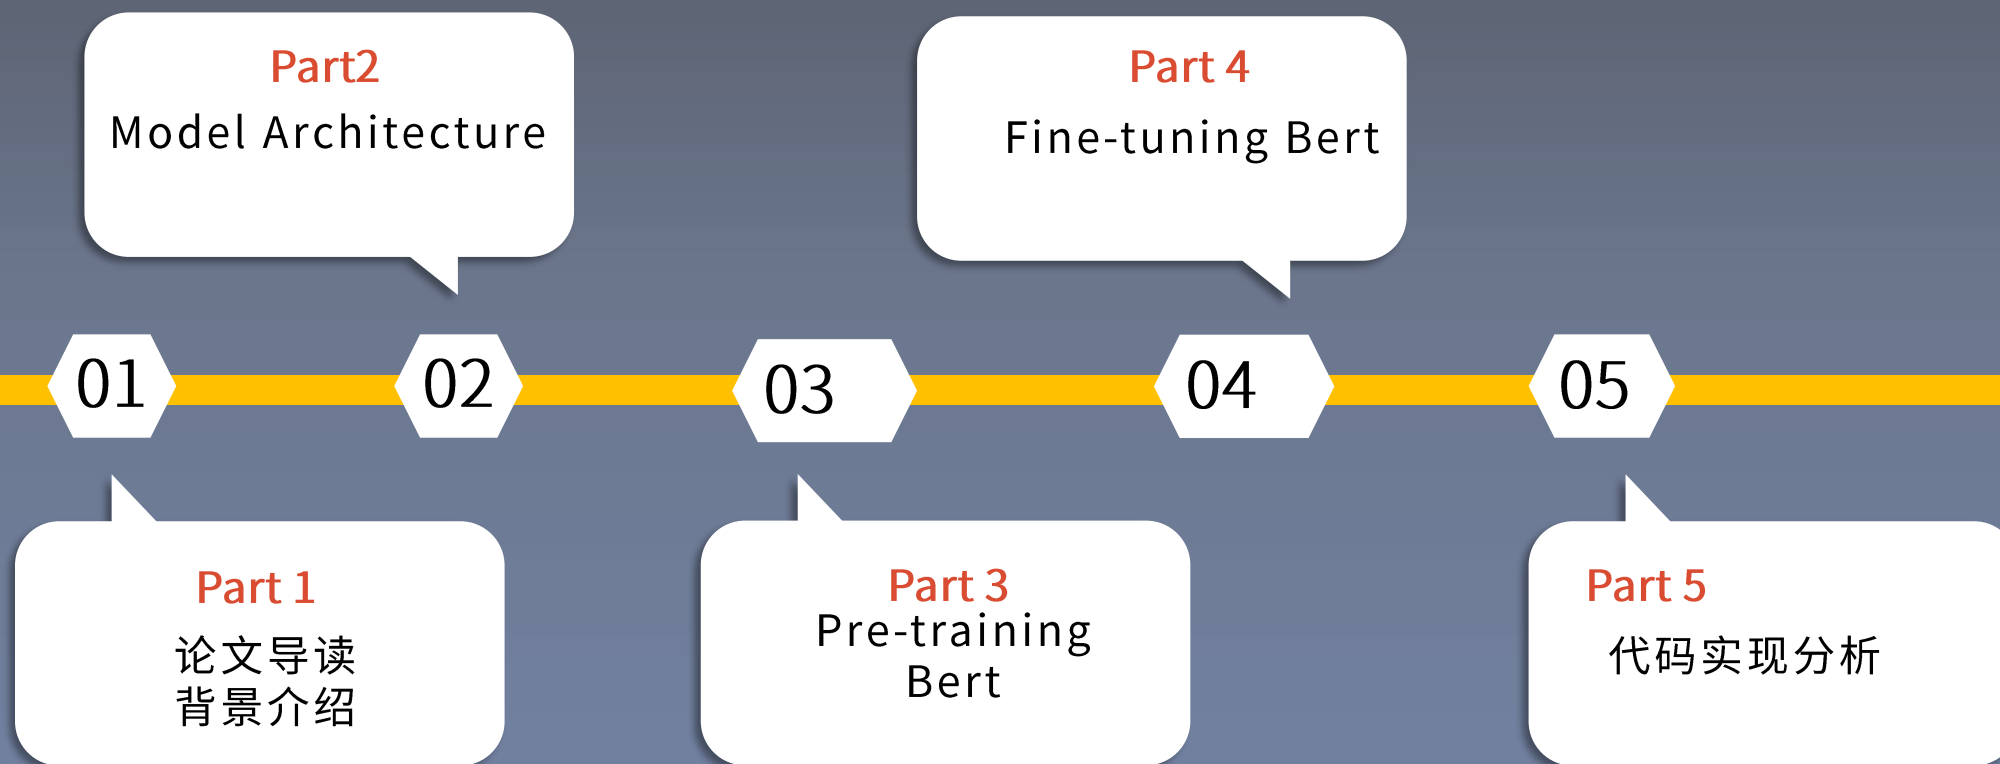 Part2
Model Architecture
Part 4
Fine-tuning Bert
01
02
03
04
05
Part 1
论文导读
背景介绍
Part 3
Pre-training
Bert
Part 5
代码实现分析